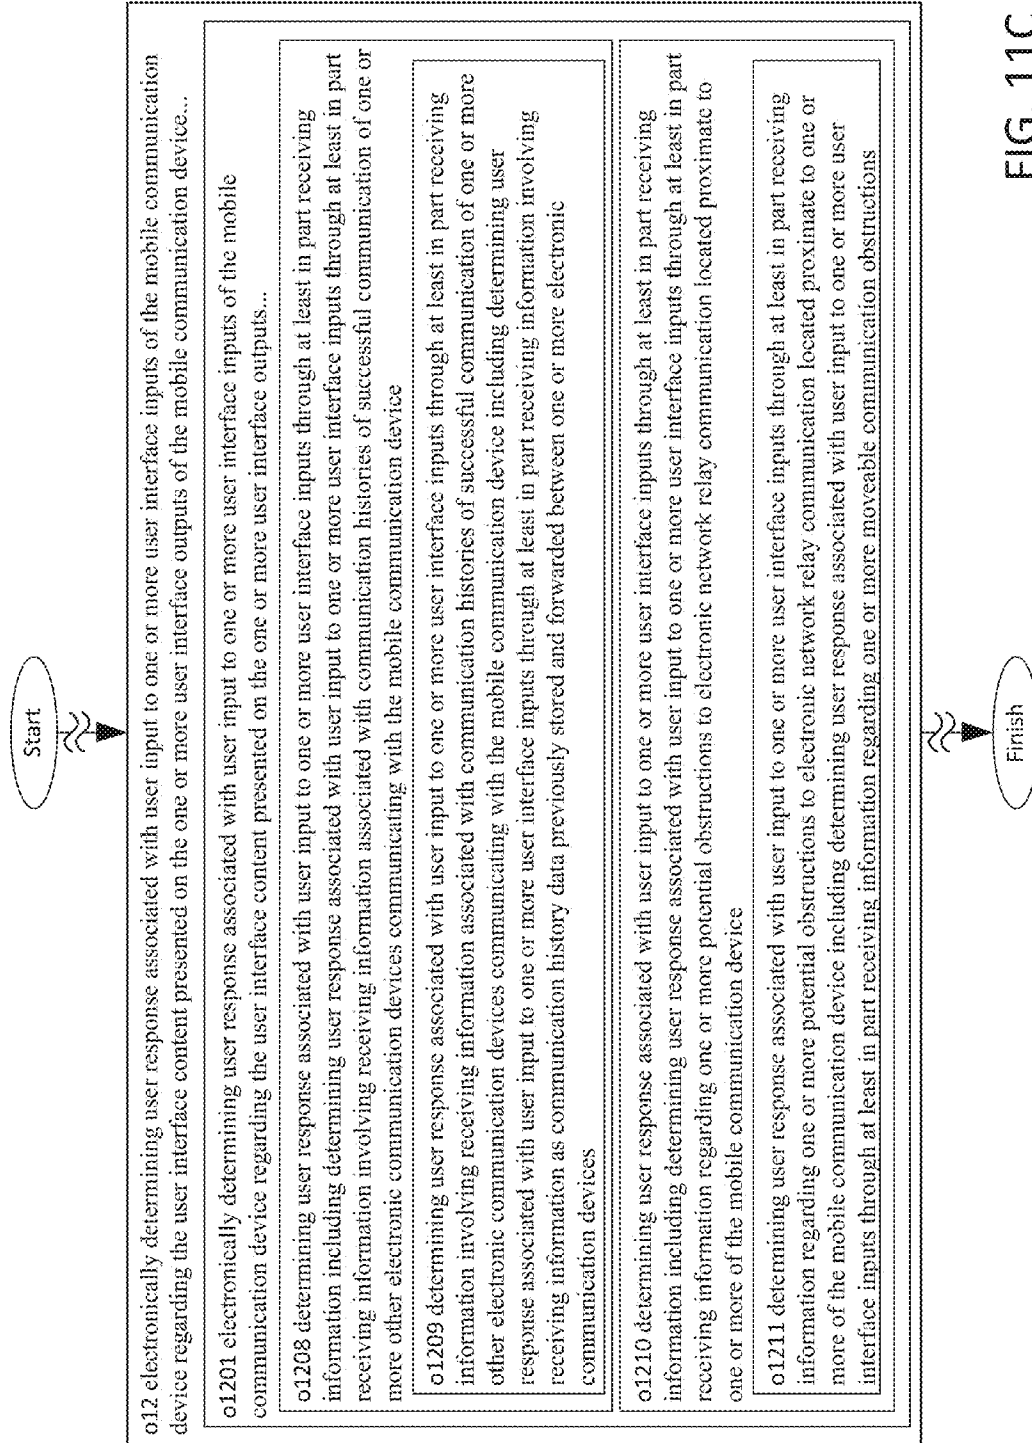 Start
o12 electronically determining user response associated with user input to one or more user interface inputs of the mobile communication
device regarding the user interface content presented on the one or more user interface outputs of the mobile communication device...
o1201 electronically determining user response associated with user input to one or more user interface inputs of the mobile
communication device regarding the user interface content presented on the one or more user interface outputs...
o1208 determining user response associated with user input to one or more user interface inputs through at least in part receiving
information including determining user response associated with user input to one or more user interface inputs through at least in part
receiving information involving receiving information associated with communication histories of successful communication of one or
more other electronic communication devices communicating with the mobile communication device
o1209 determining user response associated with user input to one or more user interface inputs through at least in part receiving
information involving receiving information associated with communication histories of successful communication of one or more
other electronic communication devices communicating with the mobile communication device including determining user
response associated with user input to one or more user interface inputs through at least in part receiving information involving
receiving information as communication history data previously stored and forwarded between one or more electronic
communication devices
o1210 determining user response associated with user input to one or more user interface inputs through at least in part receiving
information including determining user response associated with user input to one or more user interface inputs through at least in part
receiving information regarding one or more potential obstructions to electronic network relay communication located proximate to
one or more of the mobile communication device
o1211 determining user response associated with user input to one or more user interface inputs through at least in part receiving
information regarding one or more potential obstructions to electronic network relay communication located proximate to one or
more of the mobile communication device including determining user response associated with user input to one or more user
interface inputs through at least in part receiving information regarding one or more moveable communication obstructions
Finish
FIG. 11C